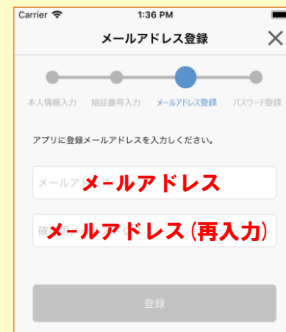 Carrier 1:36 PM
メールアドレス登録
本人情報入力 暗証番号入力 メールアドレス登録 パスワード登録
アプリに登録メールアドレスを入力しください。
メールアドレス
メールアドレス(再入力)
登録